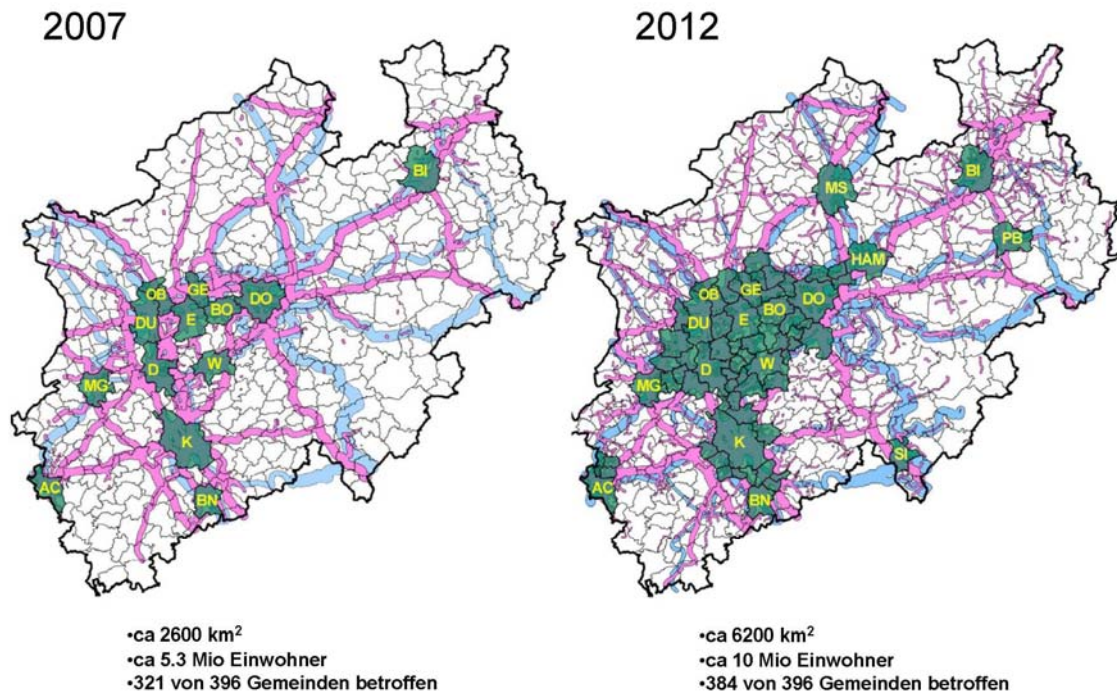 2007
BI
OB
GE
DO
DU
E
BO
D
W
MG
K
AC
BN
•ca 2600 km²
•ca 5.3 Mio Einwohner
•321 von 396 Gemeinden betroffen
2012
BI
MS
PB
HAM
OB
GE
DO
DU
E
BO
D
W
MG
K
SI
AC
BN
•ca 6200 km²
•ca 10 Mio Einwohner
•384 von 396 Gemeinden betroffen